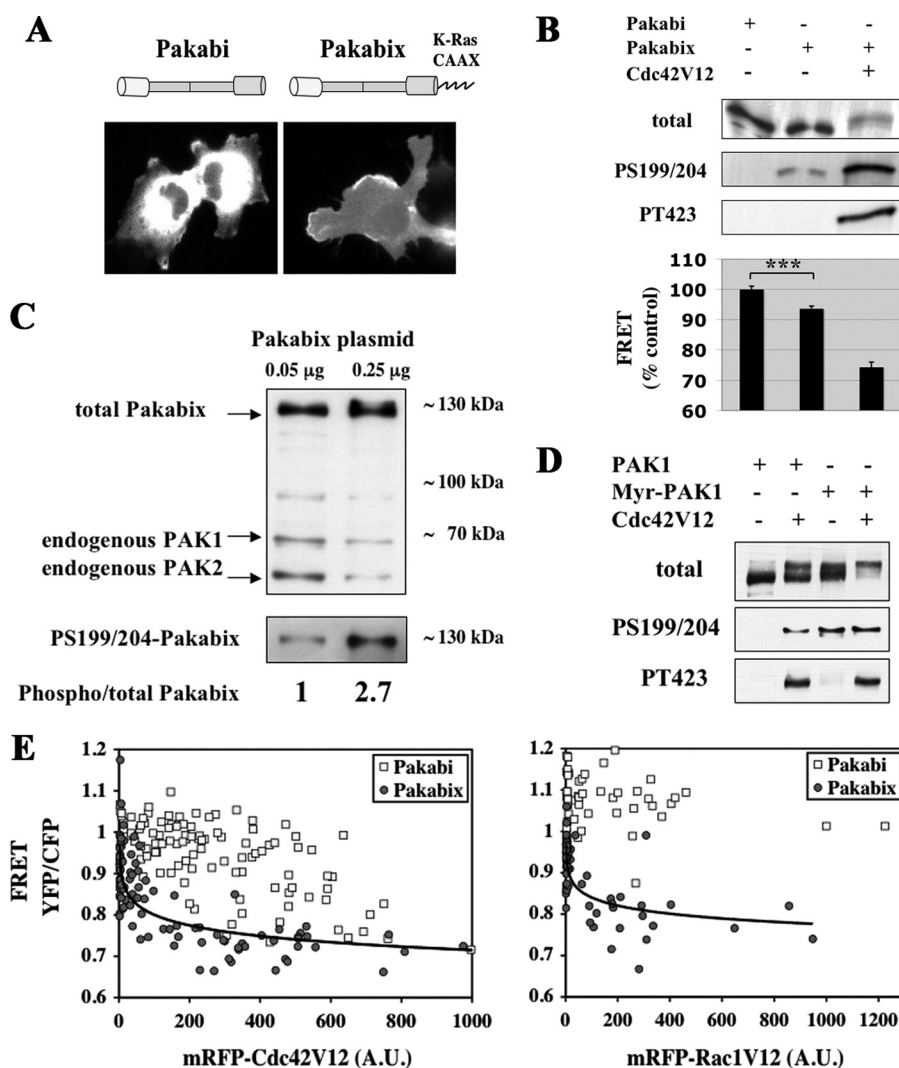 A
Pakabi
Pakabix
K-Ras
CAAX
B
Pakabi + - -
Pakabix - + +
Cdc42V12 - - +
total
PS199/204
PT423
***
FRET
(% control)
110
100
90
80
70
60
C
Pakabix plasmid
0.05 µg 0.25 µg
total Pakabix
~ 130 kDa
~ 100 kDa
endogenous PAK1
~ 70 kDa
endogenous PAK2
PS199/204-Pakabix
~ 130 kDa
Phospho/total Pakabix 1 2.7
D
PAK1 + + - -
Myr-PAK1 - - + +
Cdc42V12 - + - +
total
PS199/204
PT423
E
FRET
YFP/CFP
1.2
1.1
1
0.9
0.8
0.7
0.6
Pakabi
Pakabix
0 200 400 600 800 1000
mRFP-Cdc42V12 (A.U.)
1.2
1.1
1
0.9
0.8
0.7
0.6
Pakabi
Pakabix
0 200 400 600 800 1000 1200
mRFP-Rac1V12 (A.U.)